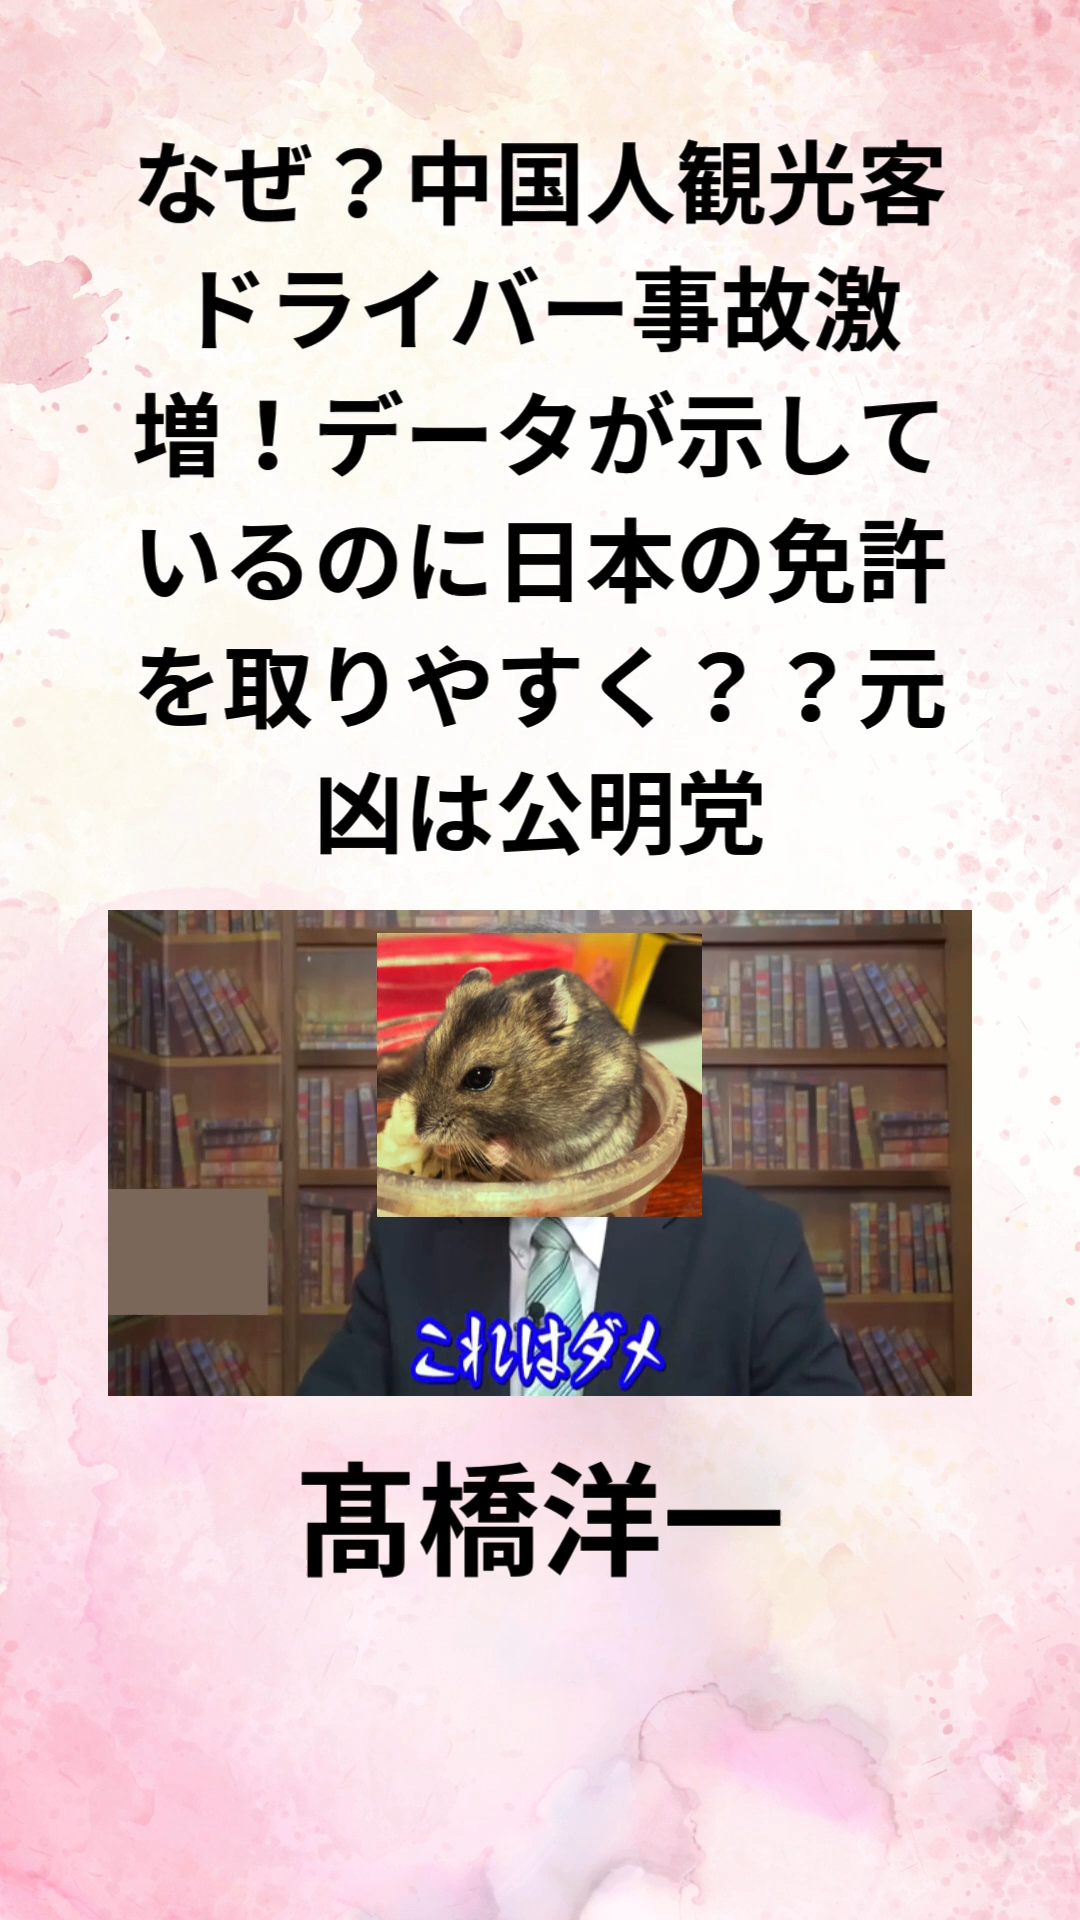 なぜ？中国人観光客
ドライバー事故激
増！データが示して
いるのに日本の免許
を取りやすく？？元
凶は公明党
これはダメ
髙橋洋一